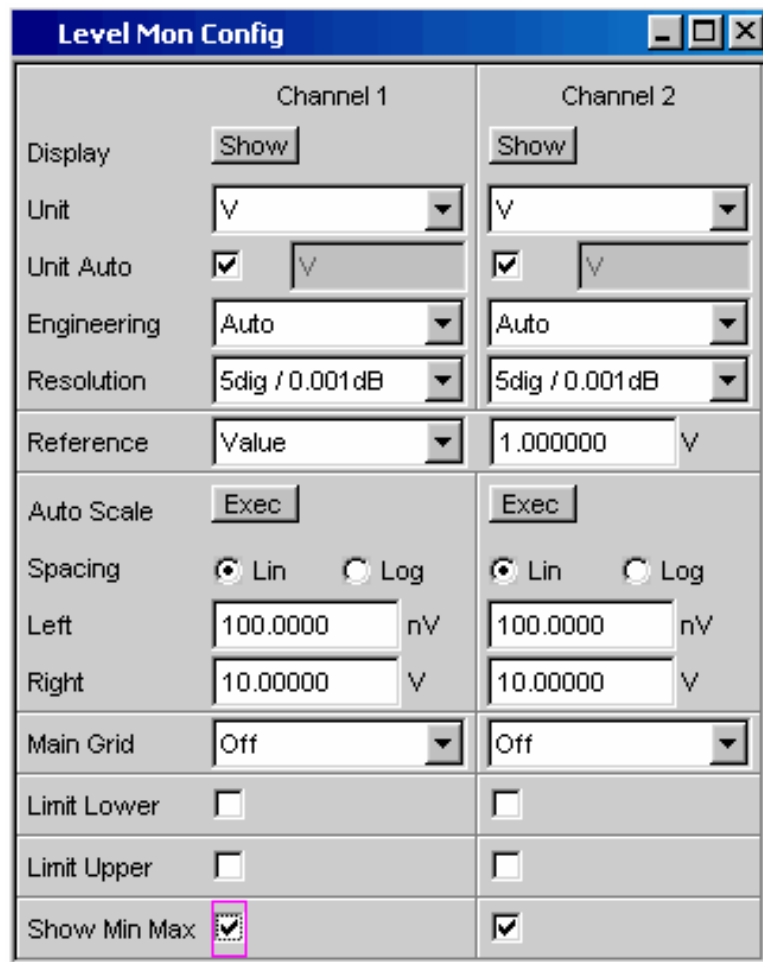 Level Mon Config
Channel 1 Channel 2
Display Show Show
Unit V V
Unit Auto V V
Engineering Auto Auto
Resolution 5dig / 0.001dB 5dig / 0.001dB
Reference Value 1.000000 V
Auto Scale Exec Exec
Spacing Lin Log Lin Log
Left 100.0000 nV 100.0000 nV
Right 10.00000 V 10.00000 V
Main Grid Off Off
Limit Lower
Limit Upper
Show Min Max